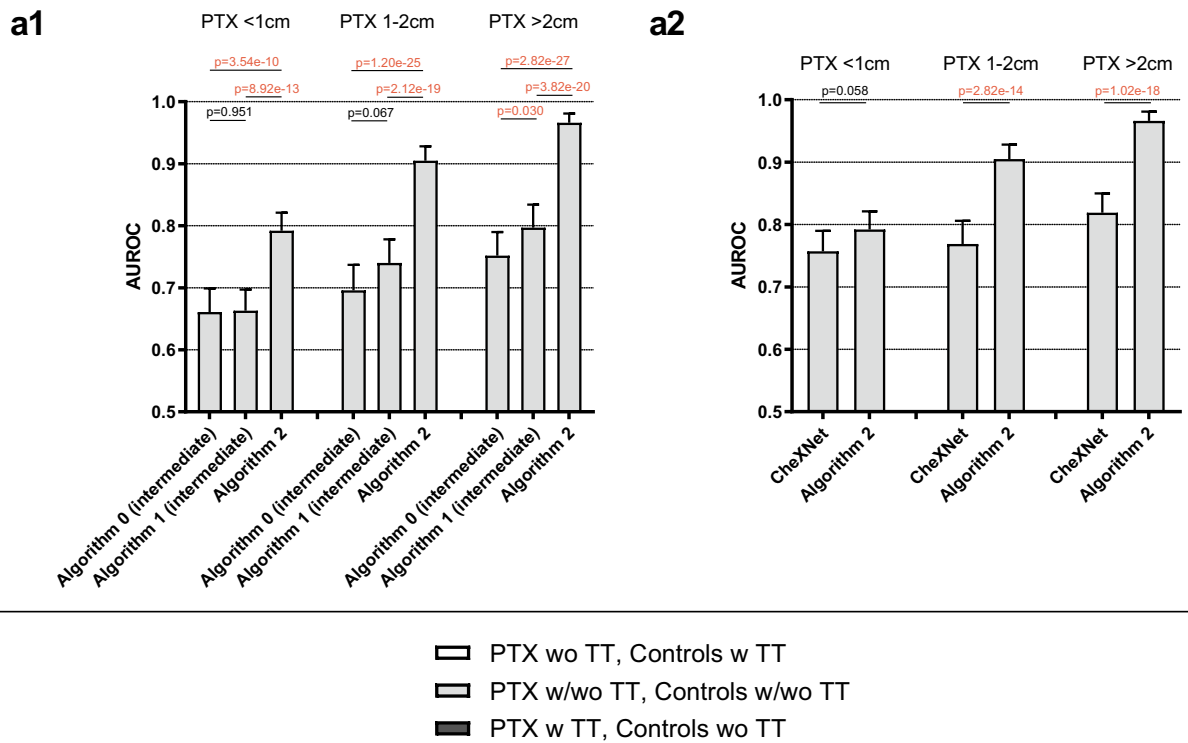 a1
PTX <1cm
PTX 1-2cm
PTX >2cm
p=3.54e-10
p=1.20e-25
p=2.82e-27
p=8.92e-13
p=2.12e-19
p=3.82e-20
p=0.951
p=0.067
p=0.030
1.0
0.9
0.8
0.7
0.6
0.5
AUROC
Algorithm 0 (intermediate)
Algorithm 1 (intermediate)
Algorithm 2
Algorithm 0 (intermediate)
Algorithm 1 (intermediate)
Algorithm 2
Algorithm 0 (intermediate)
Algorithm 1 (intermediate)
Algorithm 2
a2
PTX <1cm
PTX 1-2cm
PTX >2cm
p=0.058
p=2.82e-14
p=1.02e-18
1.0
0.9
0.8
0.7
0.6
0.5
AUROC
CheXNet
Algorithm 2
CheXNet
Algorithm 2
CheXNet
Algorithm 2
PTX wo TT, Controls w TT
PTX w/wo TT, Controls w/wo TT
PTX w TT, Controls wo TT